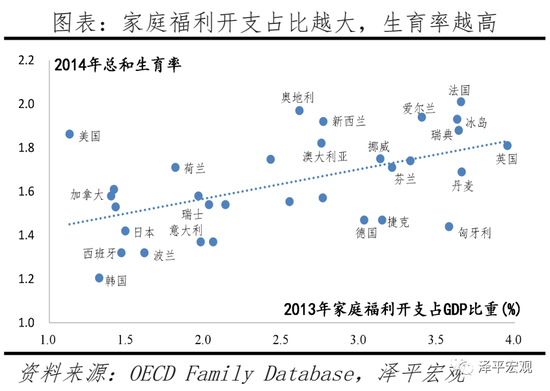 图表：家庭福利开支占比越大，生育率越高
2014年总和生育率
2.2
2.0
1.8
1.6
1.4
1.2
1.0
美国
奥地利
新西兰
澳大利亚
爱尔兰
法国
冰岛
瑞典
英国
荷兰
挪威
芬兰
丹麦
加拿大
瑞士
日本
意大利
德国
捷克
匈牙利
西班牙
波兰
韩国
2013年家庭福利开支占GDP比重(%)
1.0 1.5 2.0 2.5 3.0 3.5 4.0
资料来源：OECD Family Database，泽平宏观
泽平宏观